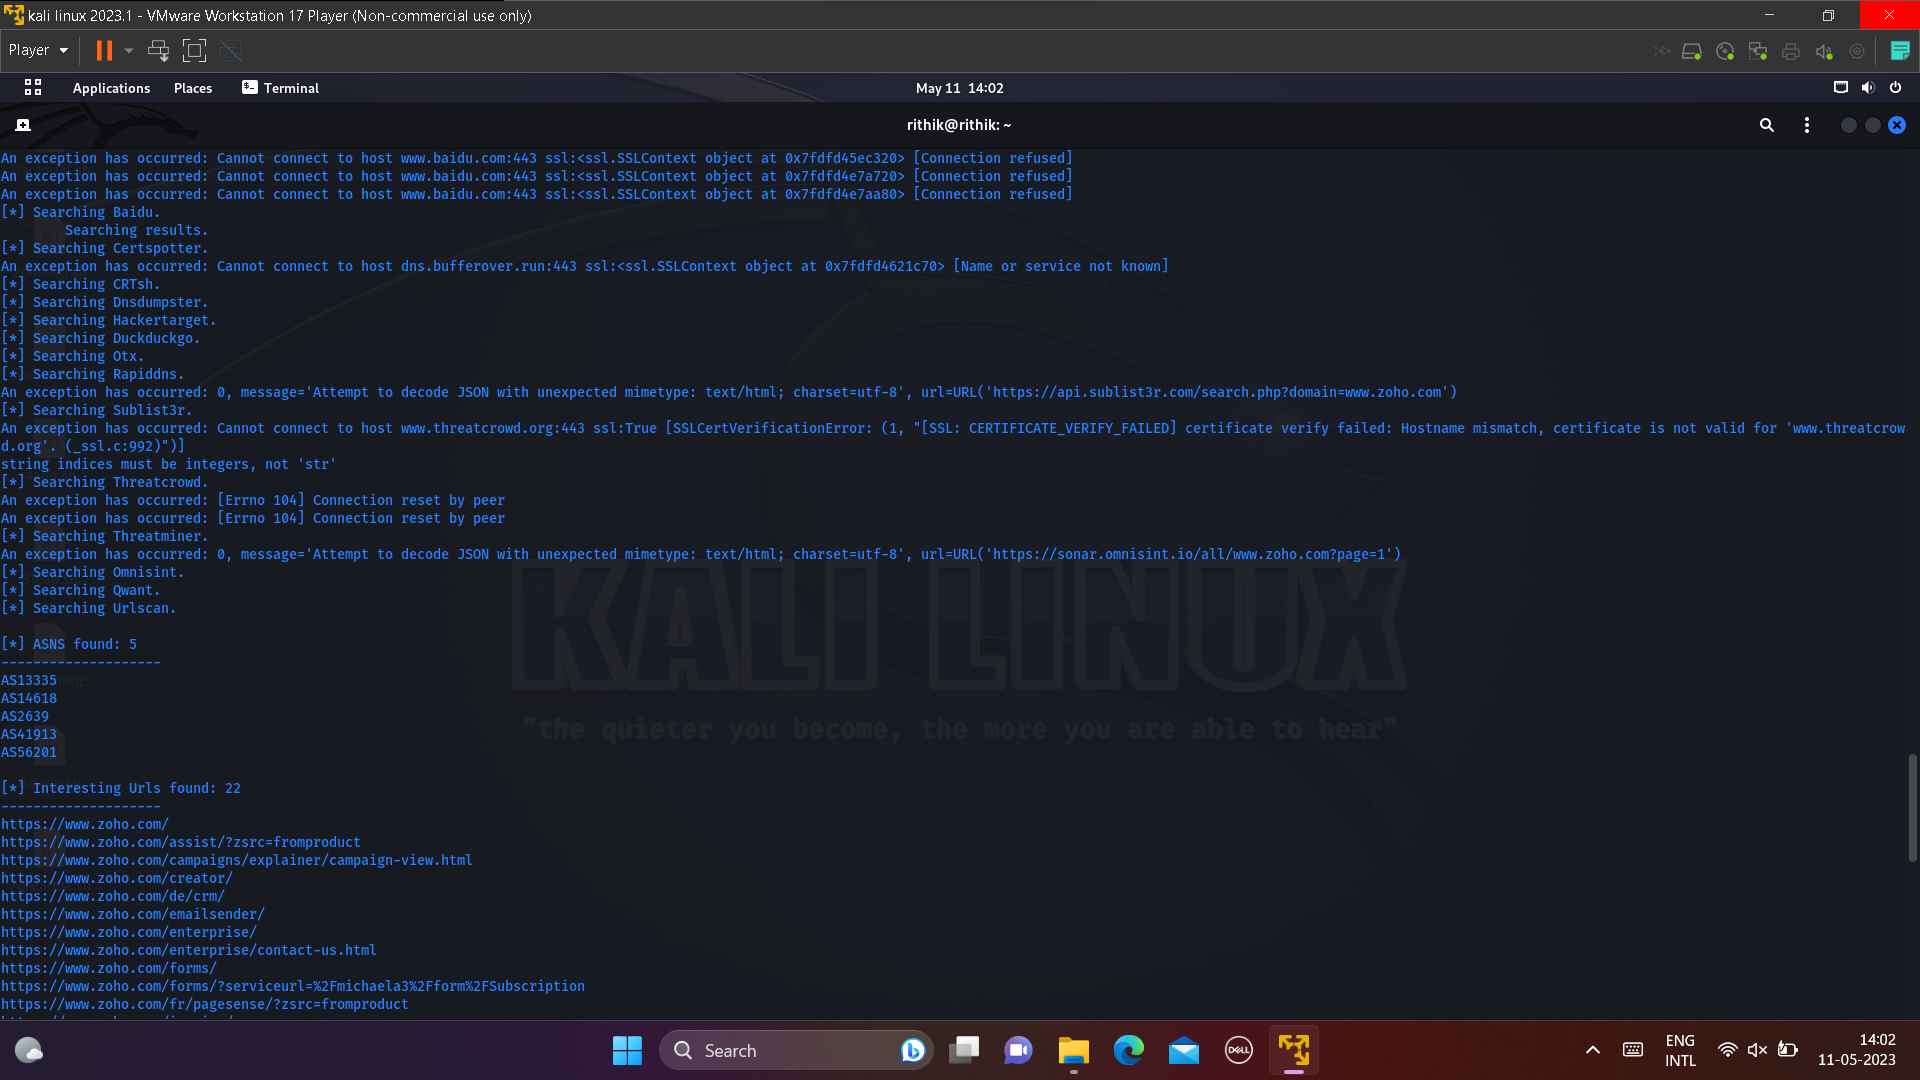 kali linux 2023.1 - VMware Workstation 17 Player (Non-commercial use only)
Player
Applications Places Terminal May 11 14:02
rithik@rithik: ~
An exception has occurred: Cannot connect to host www.baidu.com:443 ssl:<ssl.SSLContext object at 0x7fdfd45ec320> [Connection refused]
An exception has occurred: Cannot connect to host www.baidu.com:443 ssl:<ssl.SSLContext object at 0x7fdfd4e7a720> [Connection refused]
An exception has occurred: Cannot connect to host www.baidu.com:443 ssl:<ssl.SSLContext object at 0x7fdfd4e7aa80> [Connection refused]
[*] Searching Baidu.
Searching results.
[*] Searching Certspotter.
An exception has occurred: Cannot connect to host dns.bufferover.run:443 ssl:<ssl.SSLContext object at 0x7fdfd4621c70> [Name or service not known]
[*] Searching CRTsh.
[*] Searching Dnsdumpster.
[*] Searching Hackertarget.
[*] Searching Duckduckgo.
[*] Searching Otx.
[*] Searching Rapiddns.
An exception has occurred: 0, message='Attempt to decode JSON with unexpected mimetype: text/html; charset=utf-8', url=URL('https://api.sublist3r.com/search.php?domain=www.zoho.com')
[*] Searching Sublist3r.
An exception has occurred: Cannot connect to host www.threatcrowd.org:443 ssl:True [SSLCertVerificationError: (1, "[SSL: CERTIFICATE_VERIFY_FAILED] certificate verify failed: Hostname mismatch, certificate is not valid for 'www.threatcrow
d.org'. (_ssl.c:992)")]
string indices must be integers, not 'str'
[*] Searching Threatcrowd.
An exception has occurred: [Errno 104] Connection reset by peer
An exception has occurred: [Errno 104] Connection reset by peer
[*] Searching Threatminer.
An exception has occurred: 0, message='Attempt to decode JSON with unexpected mimetype: text/html; charset=utf-8', url=URL('https://sonar.omnisint.io/all/www.zoho.com?page=1')
[*] Searching Omnisint.
[*] Searching Qwant.
[*] Searching Urlscan.
[*] ASNS found: 5
--------------------
AS13335
AS14618
AS2639
AS41913
AS56201
KALI LINUX
"the quieter you become, the more you are able to hear"
[*] Interesting Urls found: 22
--------------------
https://www.zoho.com/
https://www.zoho.com/assist/?zsrc=fromproduct
https://www.zoho.com/campaigns/explainer/campaign-view.html
https://www.zoho.com/creator/
https://www.zoho.com/de/crm/
https://www.zoho.com/emailsender/
https://www.zoho.com/enterprise/
https://www.zoho.com/enterprise/contact-us.html
https://www.zoho.com/forms/
https://www.zoho.com/forms/?serviceurl=%2Fmichaela3%2Fform%2FSubscription
https://www.zoho.com/fr/pagesense/?zsrc=fromproduct
Search
DELL
ENG
INTL
14:02
11-05-2023